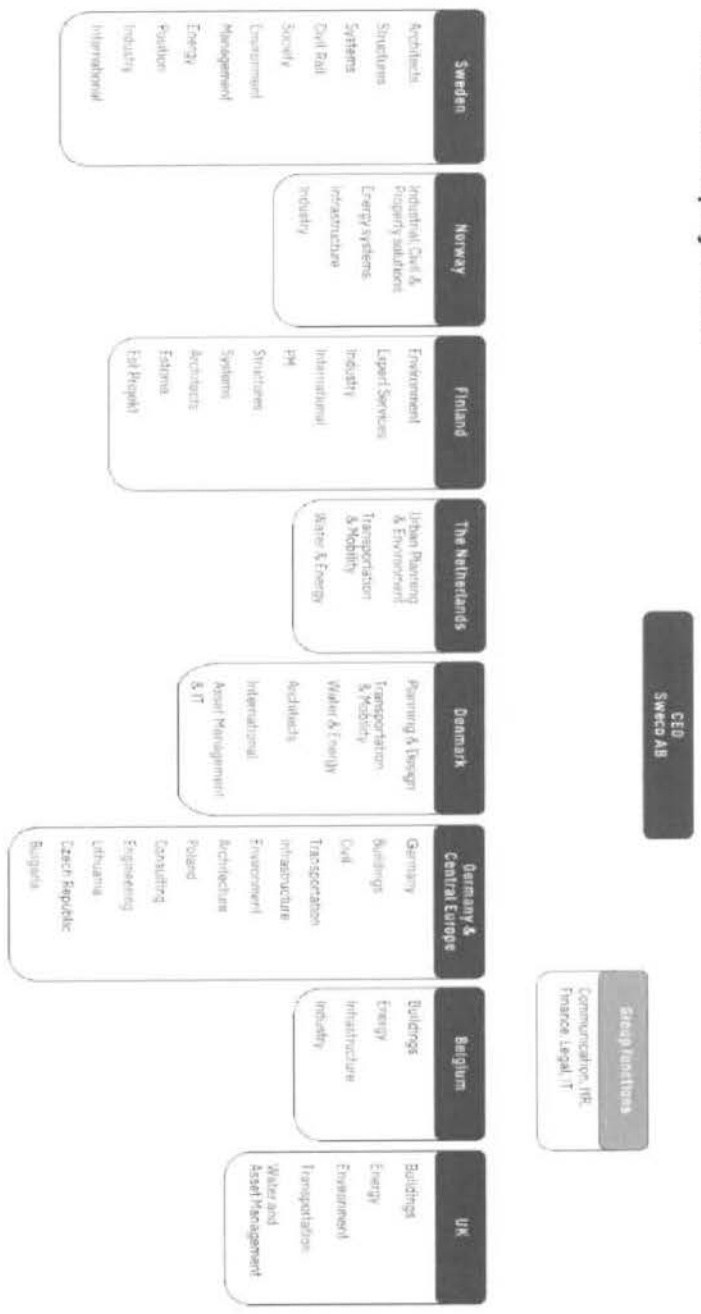 CEO
Sweco AB
Group Functions
Communication, HR,
Finance, Legal, IT
Sweden
Architects
Structures
Systems
Civil Rail
Society
Environment
Management
Energy
Position
Industry
International
Norway
Industrial, Civil &
Property solutions
Energy systems
Infrastructure
Industry
Finland
Environment
Expert Services
Industry
International
PM
Structures
Systems
Architects
Estonia
Est Projekt
The Netherlands
Urban Planning
& Environment
Transportation
& Mobility
Water & Energy
Denmark
Planning & Design
Transportation
& Mobility
Water & Energy
Architects
International
Asset Management
& IT
Germany &
Central Europe
Germany
Buildings
Civil
Transportation
Infrastructure
Environment
Architecture
Poland
Consulting
Engineering
Lithuania
Czech Republic
Bulgaria
Belgium
Buildings
Energy
Infrastructure
Industry
UK
Buildings
Energy
Environment
Transportation
Water and
Asset Management